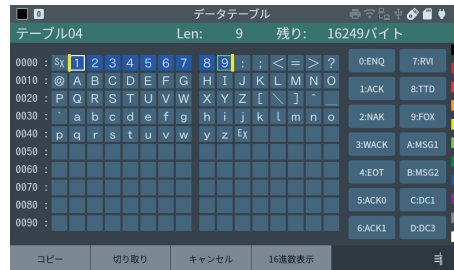 0 データテーブル
テーブル04 Len: 9 残り: 16249バイト
0000 : Sx 1 2 3 4 5 6 7 8 9 : ; < = > ?
0010 : @ A B C D E F G H I J K L M N O
0020 : P Q R S T U V W X Y Z [ \ ] ^ _
0030 : ` a b c d e f g h i j k l m n o
0040 : p q r s t u v w y z Ex
0050 :
0060 :
0070 :
0080 :
0090 :
0:ENQ 7:RVI
1:ACK 8:TTD
2:NAK 9:FOX
3:WACK A:MSG1
4:EOT B:MSG2
5:ACK0 C:DC1
6:ACK1 D:DC3
コピー 切り取り キャンセル 16進数表示